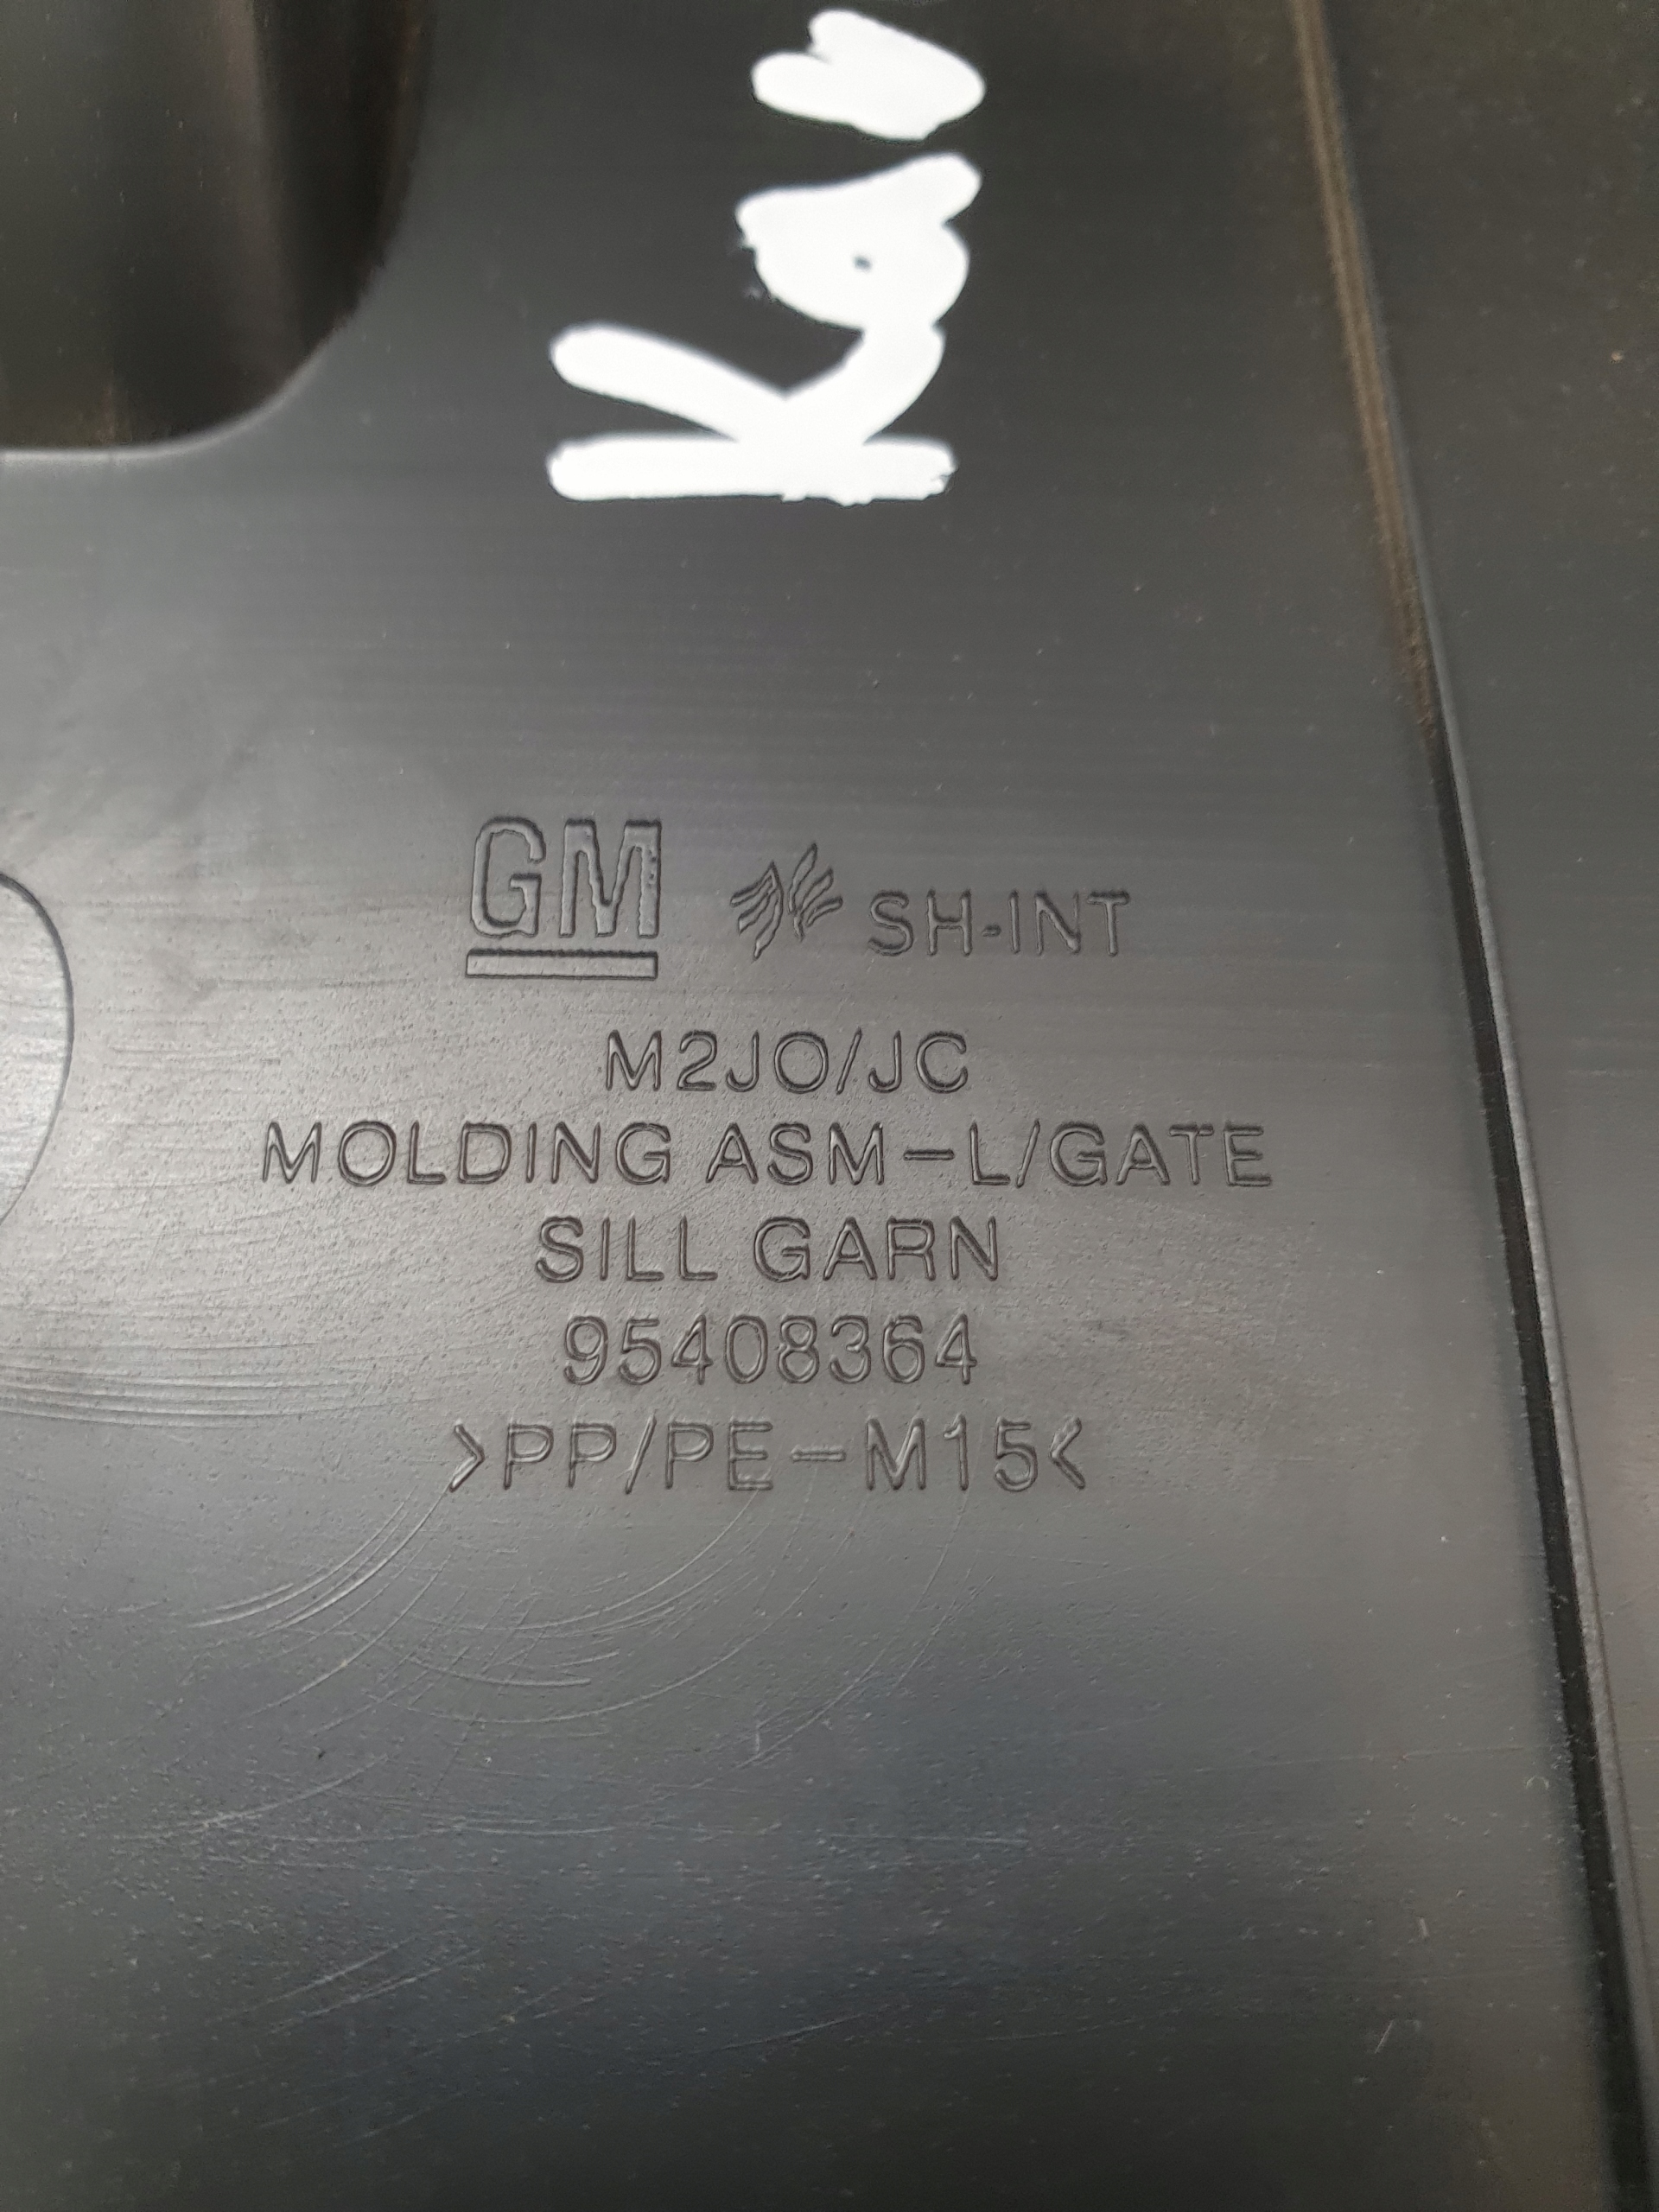 GM SH-INT
M2JO/JC
MOLDING ASM-L/GATE
SILL GARN
95408364
>PP/PE-M15<